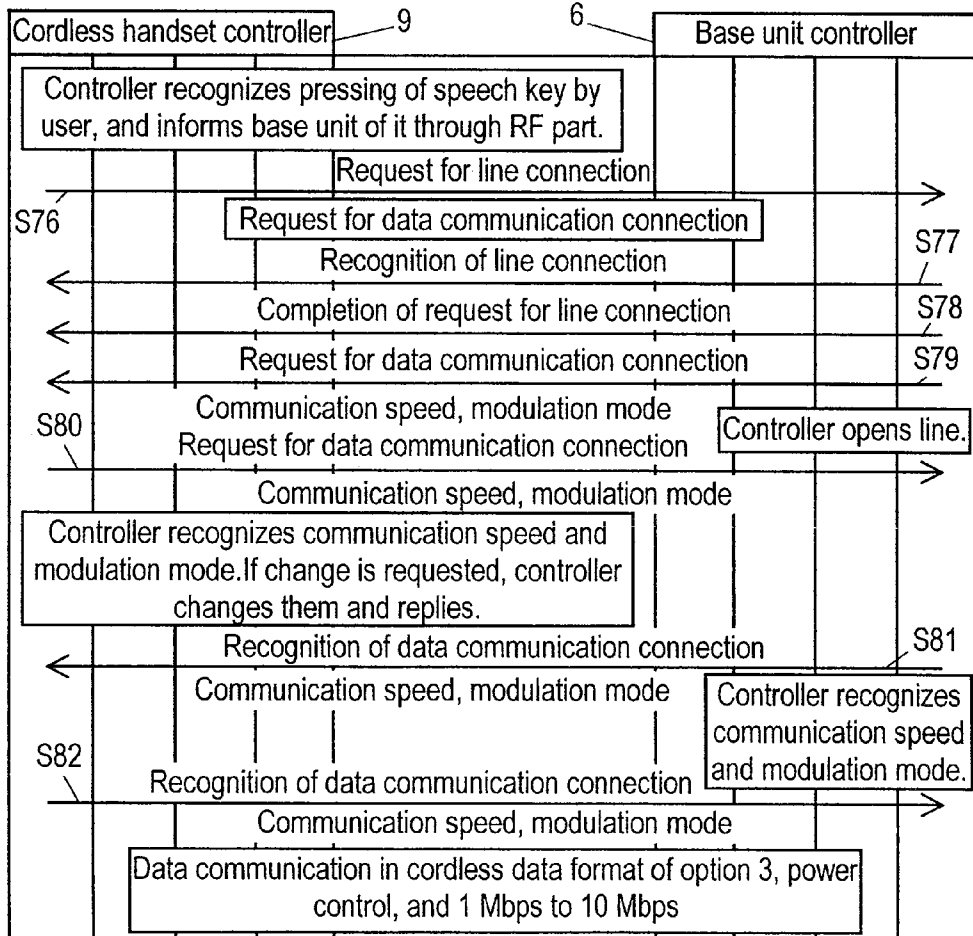 Cordless handset controller
9
6
Base unit controller
Controller recognizes pressing of speech key by
user, and informs base unit of it through RF part.
Request for line connection
S76
Request for data communication connection
S77
Recognition of line connection
Completion of request for line connection
S78
Request for data communication connection
S79
Communication speed, modulation mode
Controller opens line.
S80
Request for data communication connection
Communication speed, modulation mode
Controller recognizes communication speed and
modulation mode.If change is requested, controller
changes them and replies.
Recognition of data communication connection
S81
Communication speed, modulation mode
Controller recognizes
communication speed
and modulation mode.
S82
Recognition of data communication connection
Communication speed, modulation mode
Data communication in cordless data format of option 3, power
control, and 1 Mbps to 10 Mbps